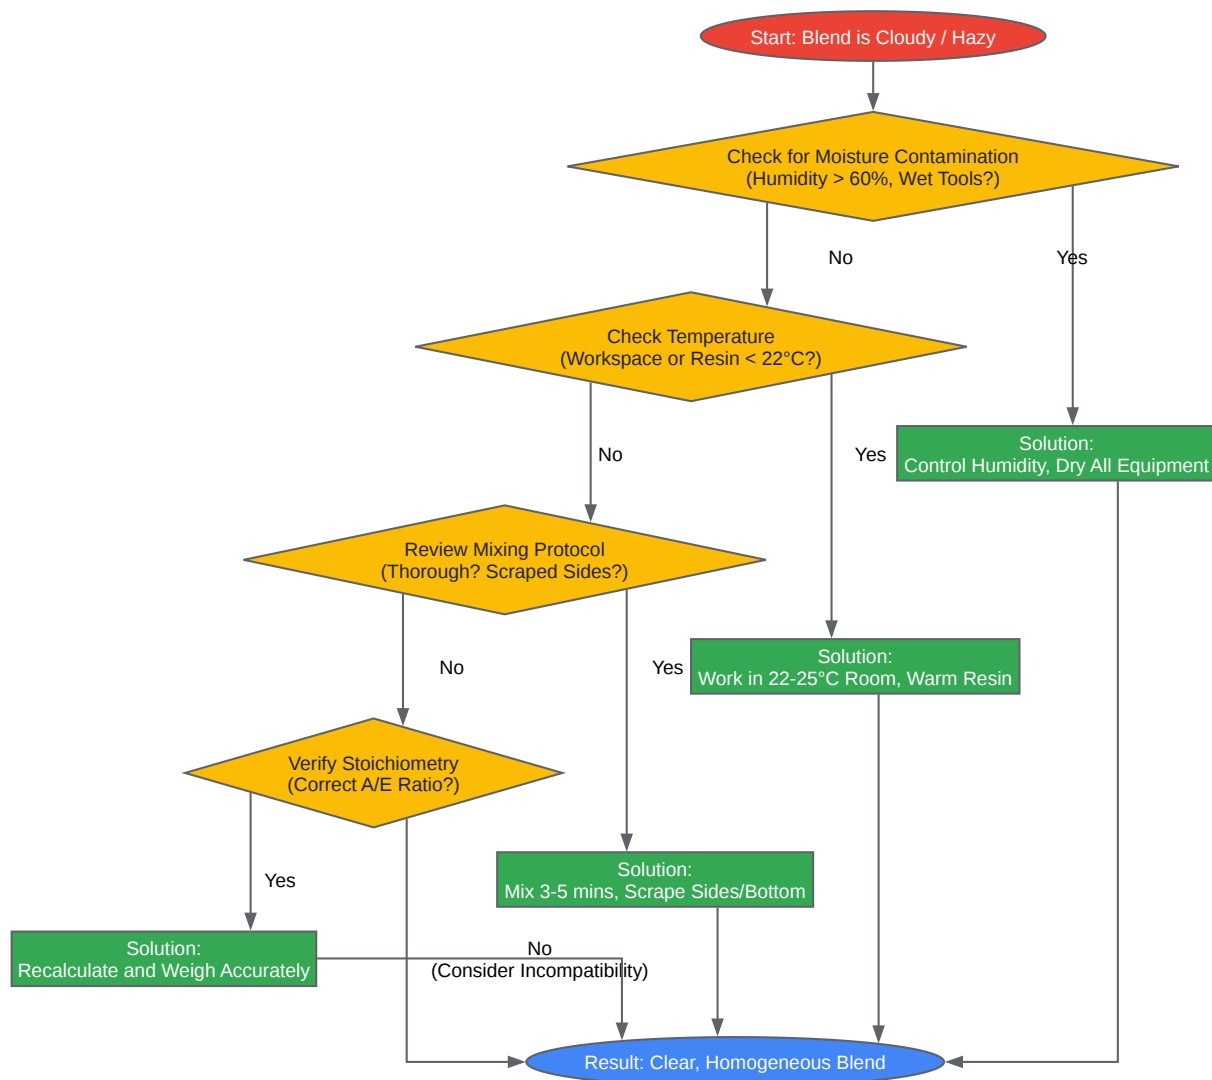 Start: Blend is Cloudy / Hazy
Check for Moisture Contamination
(Humidity > 60%, Wet Tools?)
No
Yes
Check Temperature
(Workspace or Resin < 22°C?)
No
Yes
Solution:
Control Humidity, Dry All Equipment
Review Mixing Protocol
(Thorough? Scraped Sides?)
No
Yes
Solution:
Work in 22-25°C Room, Warm Resin
Verify Stoichiometry
(Correct A/E Ratio?)
Yes
Solution:
Mix 3-5 mins, Scrape Sides/Bottom
Solution:
Recalculate and Weigh Accurately
No
(Consider Incompatibility)
Result: Clear, Homogeneous Blend